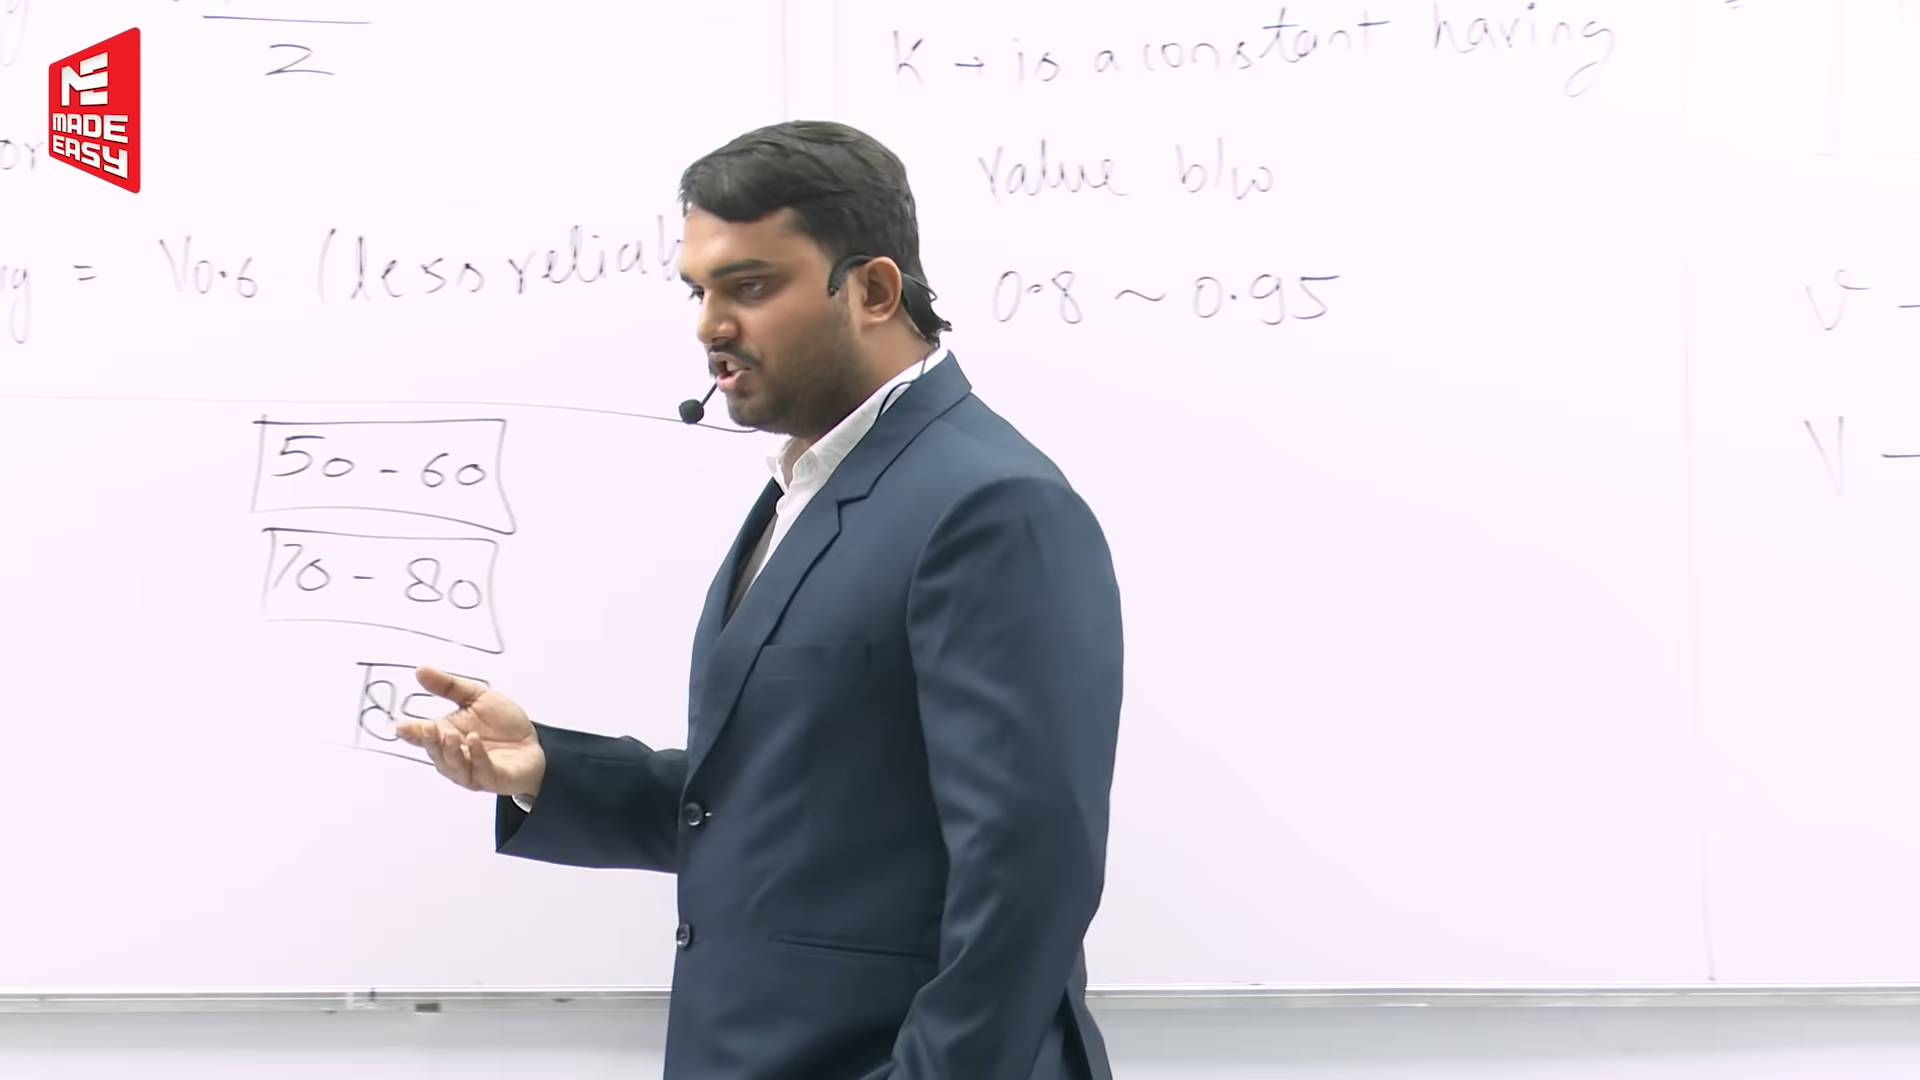 ME
MADE
EASY
2
or
= V0.6 (less
50 - 60
70 - 80
K → is a constant having
value b/w
0.8 ~ 0.95
v -
V -